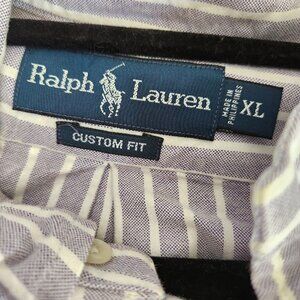 Ralph Lauren
MADE IN
PHILIPPINES
XL
CUSTOM FIT